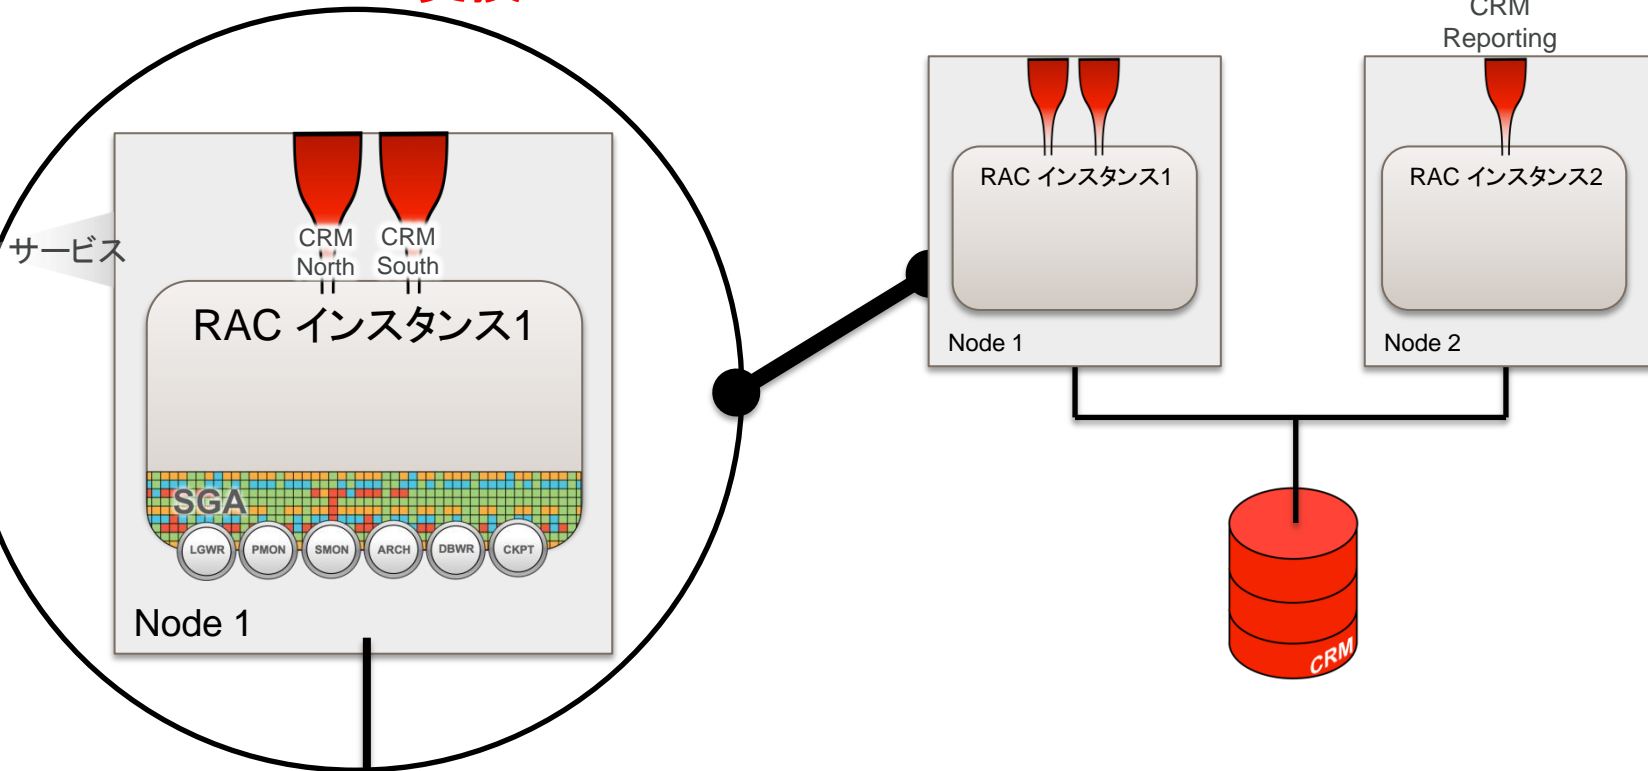 CRM
Reporting
サービス
CRM
North
CRM
South
RAC インスタンス1
SGA
LGWR
PMON
SMON
ARCH
DBWR
CKPT
Node 1
RAC インスタンス1
Node 1
RAC インスタンス2
Node 2
CRM